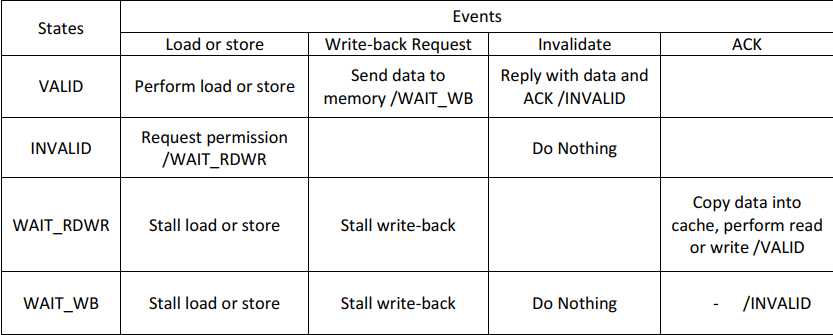 States
Events
Load or store
Write-back Request
Invalidate
ACK
VALID
Perform load or store
Send data to
memory /WAIT_WB
Reply with data and
ACK /INVALID
INVALID
Request permission
/WAIT_RDWR
Do Nothing
WAIT_RDWR
Stall load or store
Stall write-back
Copy data into
cache, perform read
or write /VALID
WAIT_WB
Stall load or store
Stall write-back
Do Nothing
- /INVALID